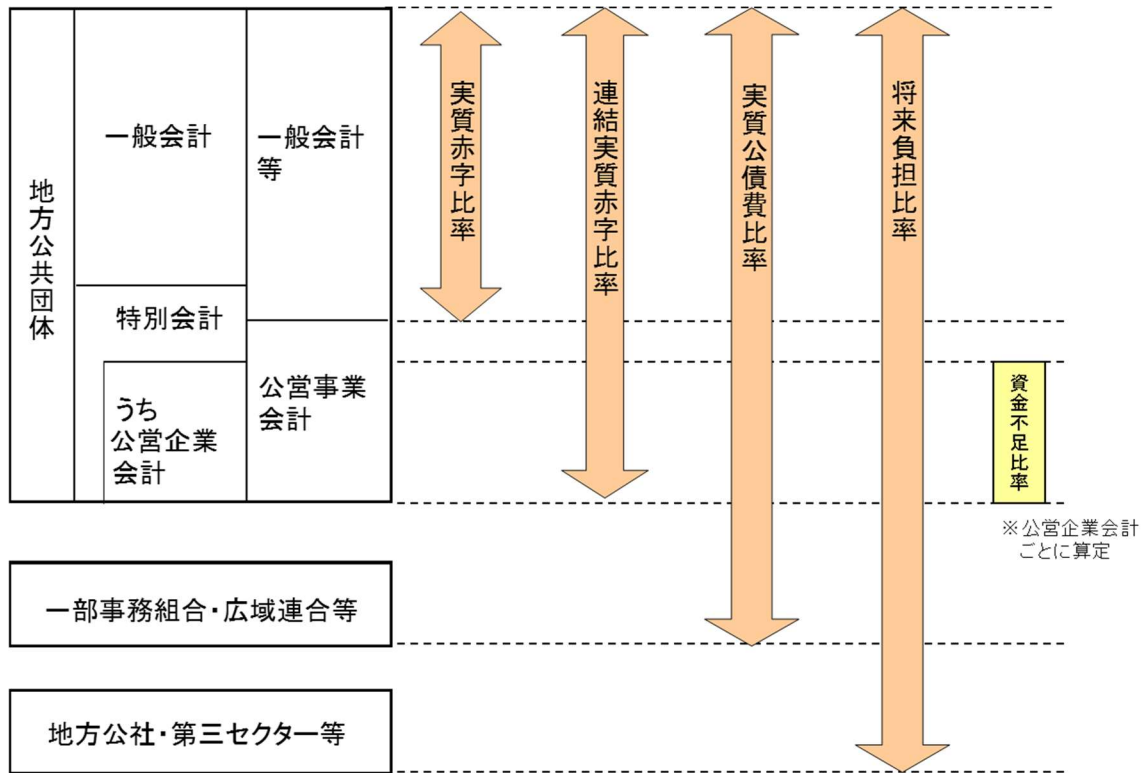 地方公共団体
一般会計
一般会計
等
特別会計
うち
公営企業
会計
公営事業
会計
実質赤字比率
連結実質赤字比率
実質公債費比率
将来負担比率
資金不足比率
※公営企業会計
ごとに算定
一部事務組合・広域連合等
地方公社・第三セクター等